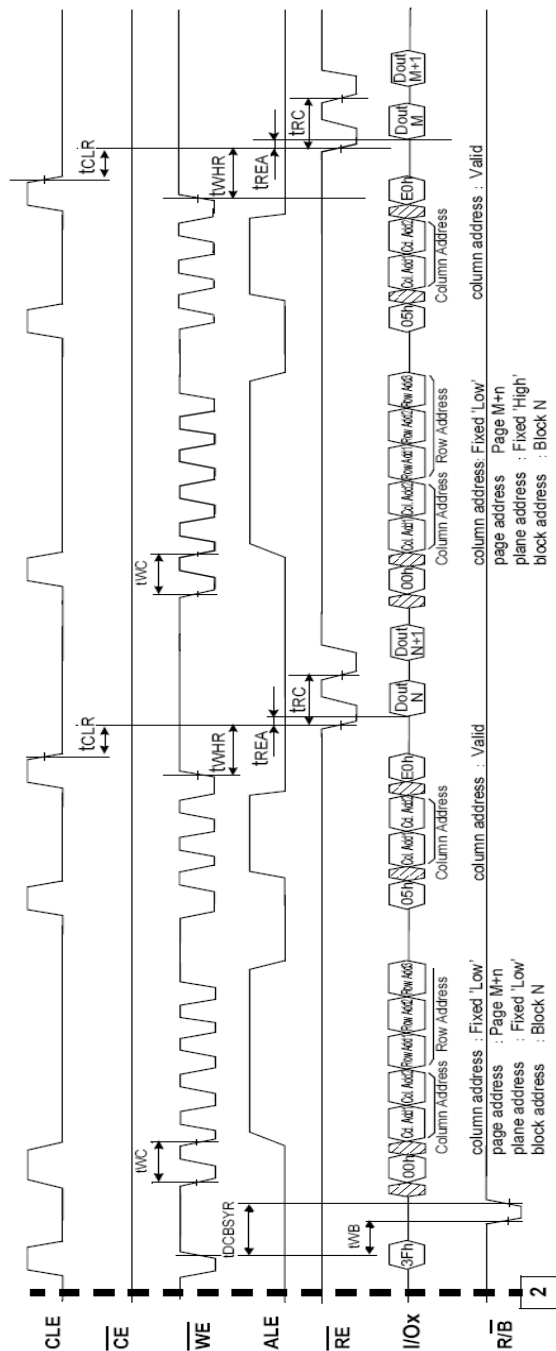 CLE
CE
WE
ALE
RE
I/Ox
R/B
2
tCLR
tCLR
tWC
tWHR
tWC
tWHR
tDCBSYR
tREA
tREA
tRC
tRC
tWB
3Fh
00h
Col. Add1
Col. Add2
Row Add1
Row Add2
Row Add3
05h
Col. Add1
Col. Add2
E0h
Dout N
Dout N+1
00h
Col. Add1
Col. Add2
Row Add1
Row Add2
Row Add3
05h
Col. Add1
Col. Add2
E0h
Dout M
Dout M+1
Column Address
Row Address
Column Address
Column Address
Row Address
Column Address
column address : Fixed 'Low'
page address : Page M+n
plane address : Fixed 'Low'
block address : Block N
column address : Valid
column address: Fixed 'Low'
page address : Page M+n
plane address : Fixed 'High'
block address : Block N
column address : Valid